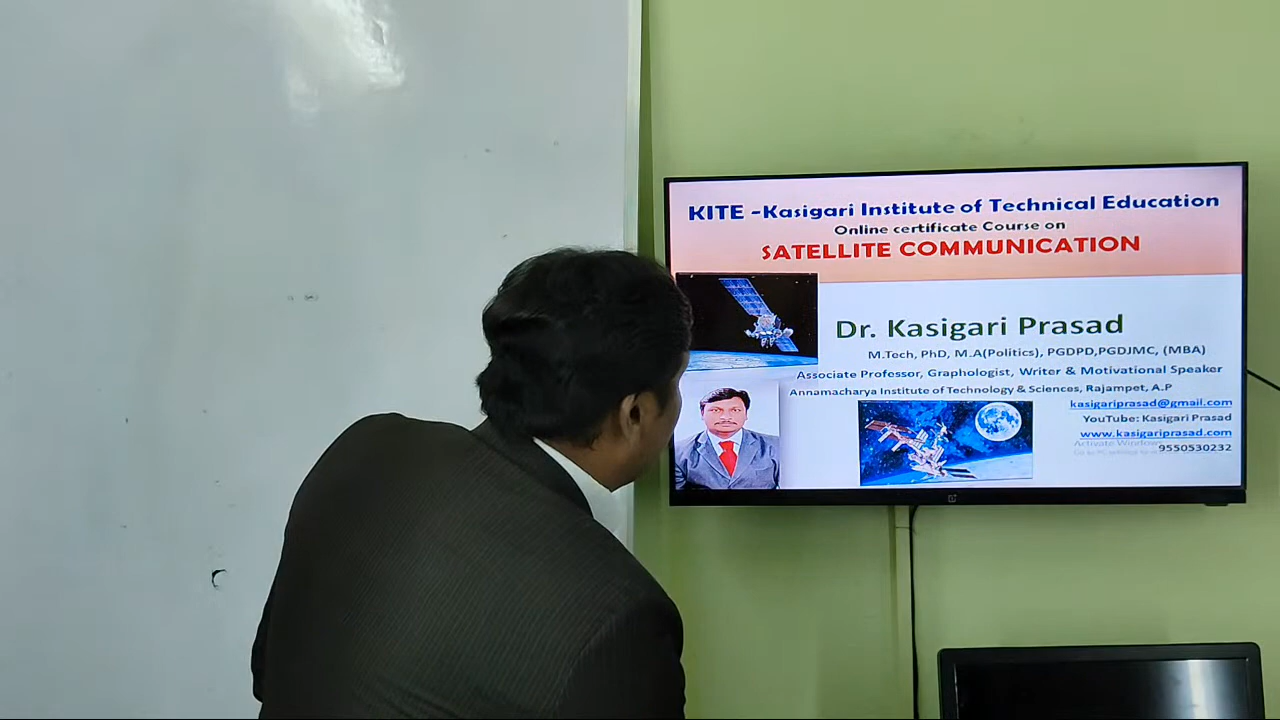 KITE -Kasigari Institute of Technical Education
Online certificate Course on
SATELLITE COMMUNICATION
Dr. Kasigari Prasad
M.Tech, PhD, M.A(Politics), PGDPD,PGDJMC, (MBA)
Associate Professor, Graphologist, Writer & Motivational Speaker
Annamacharya Institute of Technology & Sciences, Rajampet, A.P
kasigariprasad@gmail.com
YouTube: Kasigari Prasad
www.kasigariprasad.com
Activate Window
9550530232